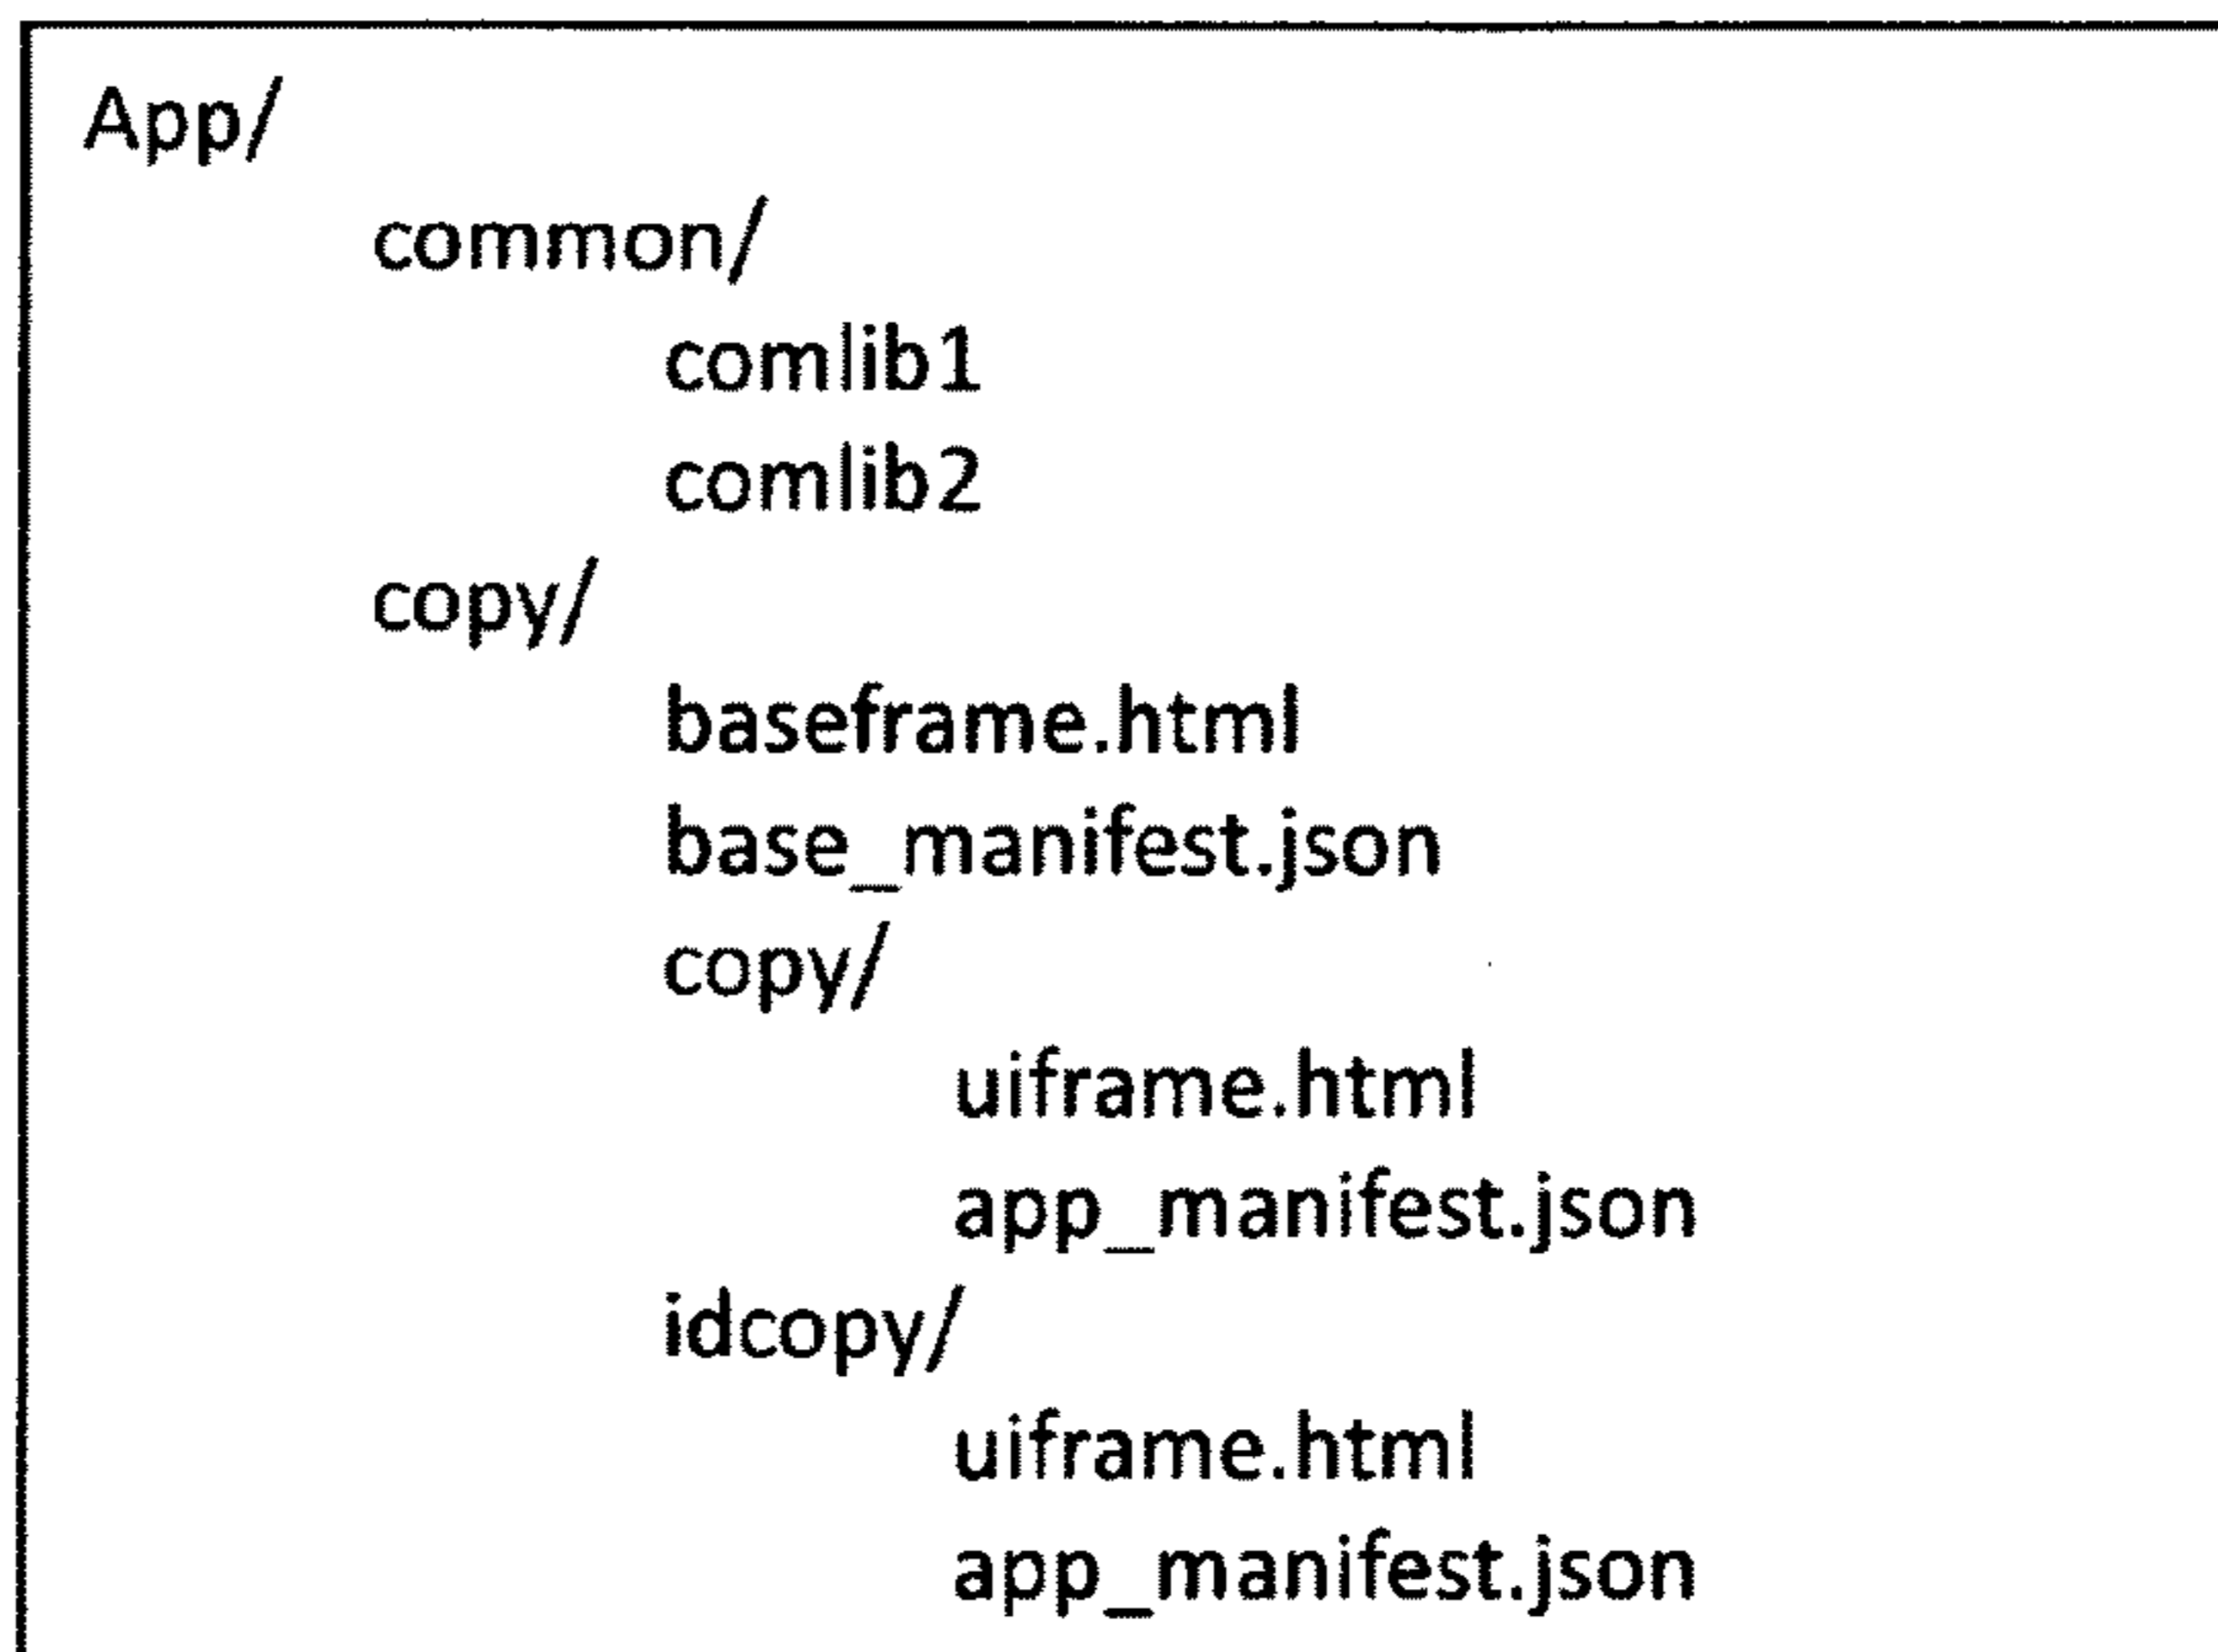 App/
common/
comlib1
comlib2
copy/
baseframe.html
base_manifest.json
copy/
uiframe.html
app_manifest.json
idcopy/
uiframe.html
app_manifest.json